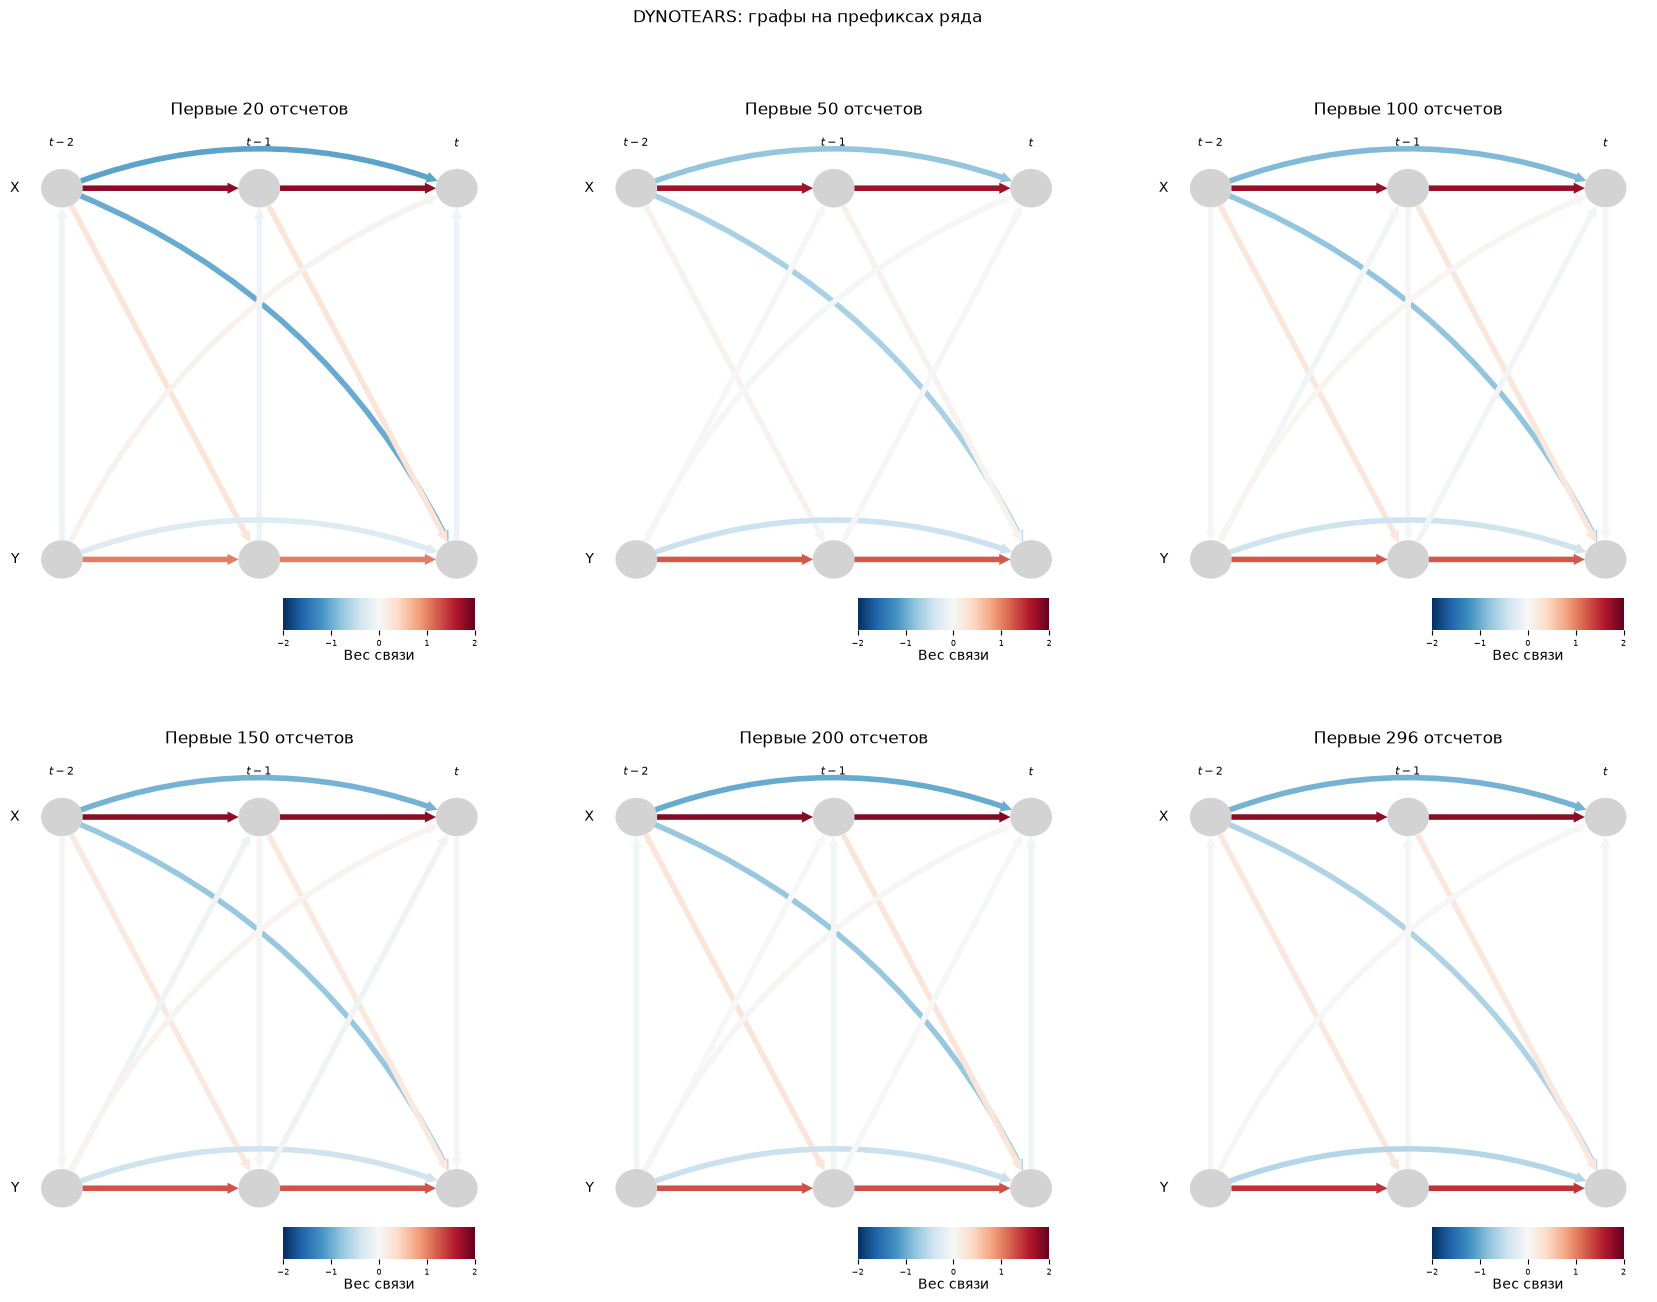 DYNOTEARS: графы на префиксах ряда
Первые 20 отсчетов
t − 2 t − 1 t
X
Y
−2 −1 0 1 2
Вес связи
Первые 50 отсчетов
t − 2 t − 1 t
X
Y
−2 −1 0 1 2
Вес связи
Первые 100 отсчетов
t − 2 t − 1 t
X
Y
−2 −1 0 1 2
Вес связи
Первые 150 отсчетов
t − 2 t − 1 t
X
Y
−2 −1 0 1 2
Вес связи
Первые 200 отсчетов
t − 2 t − 1 t
X
Y
−2 −1 0 1 2
Вес связи
Первые 296 отсчетов
t − 2 t − 1 t
X
Y
−2 −1 0 1 2
Вес связи